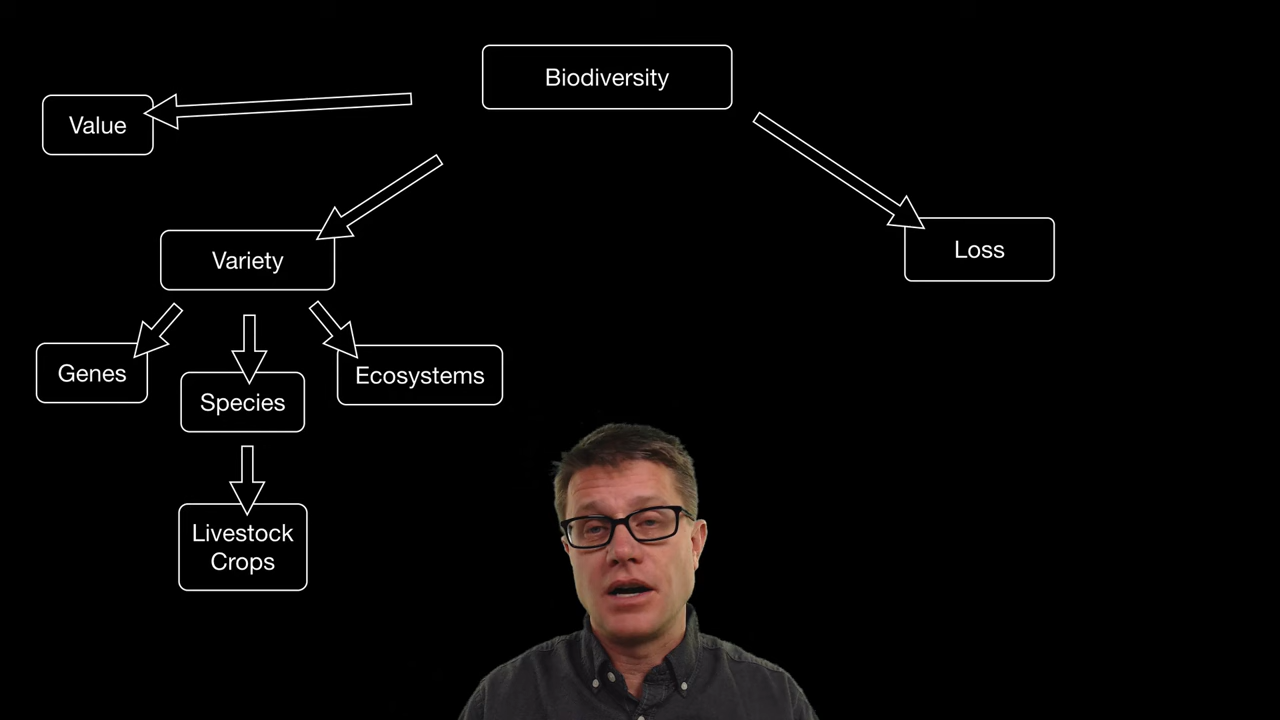 Biodiversity
Value
Variety
Loss
Genes
Species
Ecosystems
Livestock
Crops